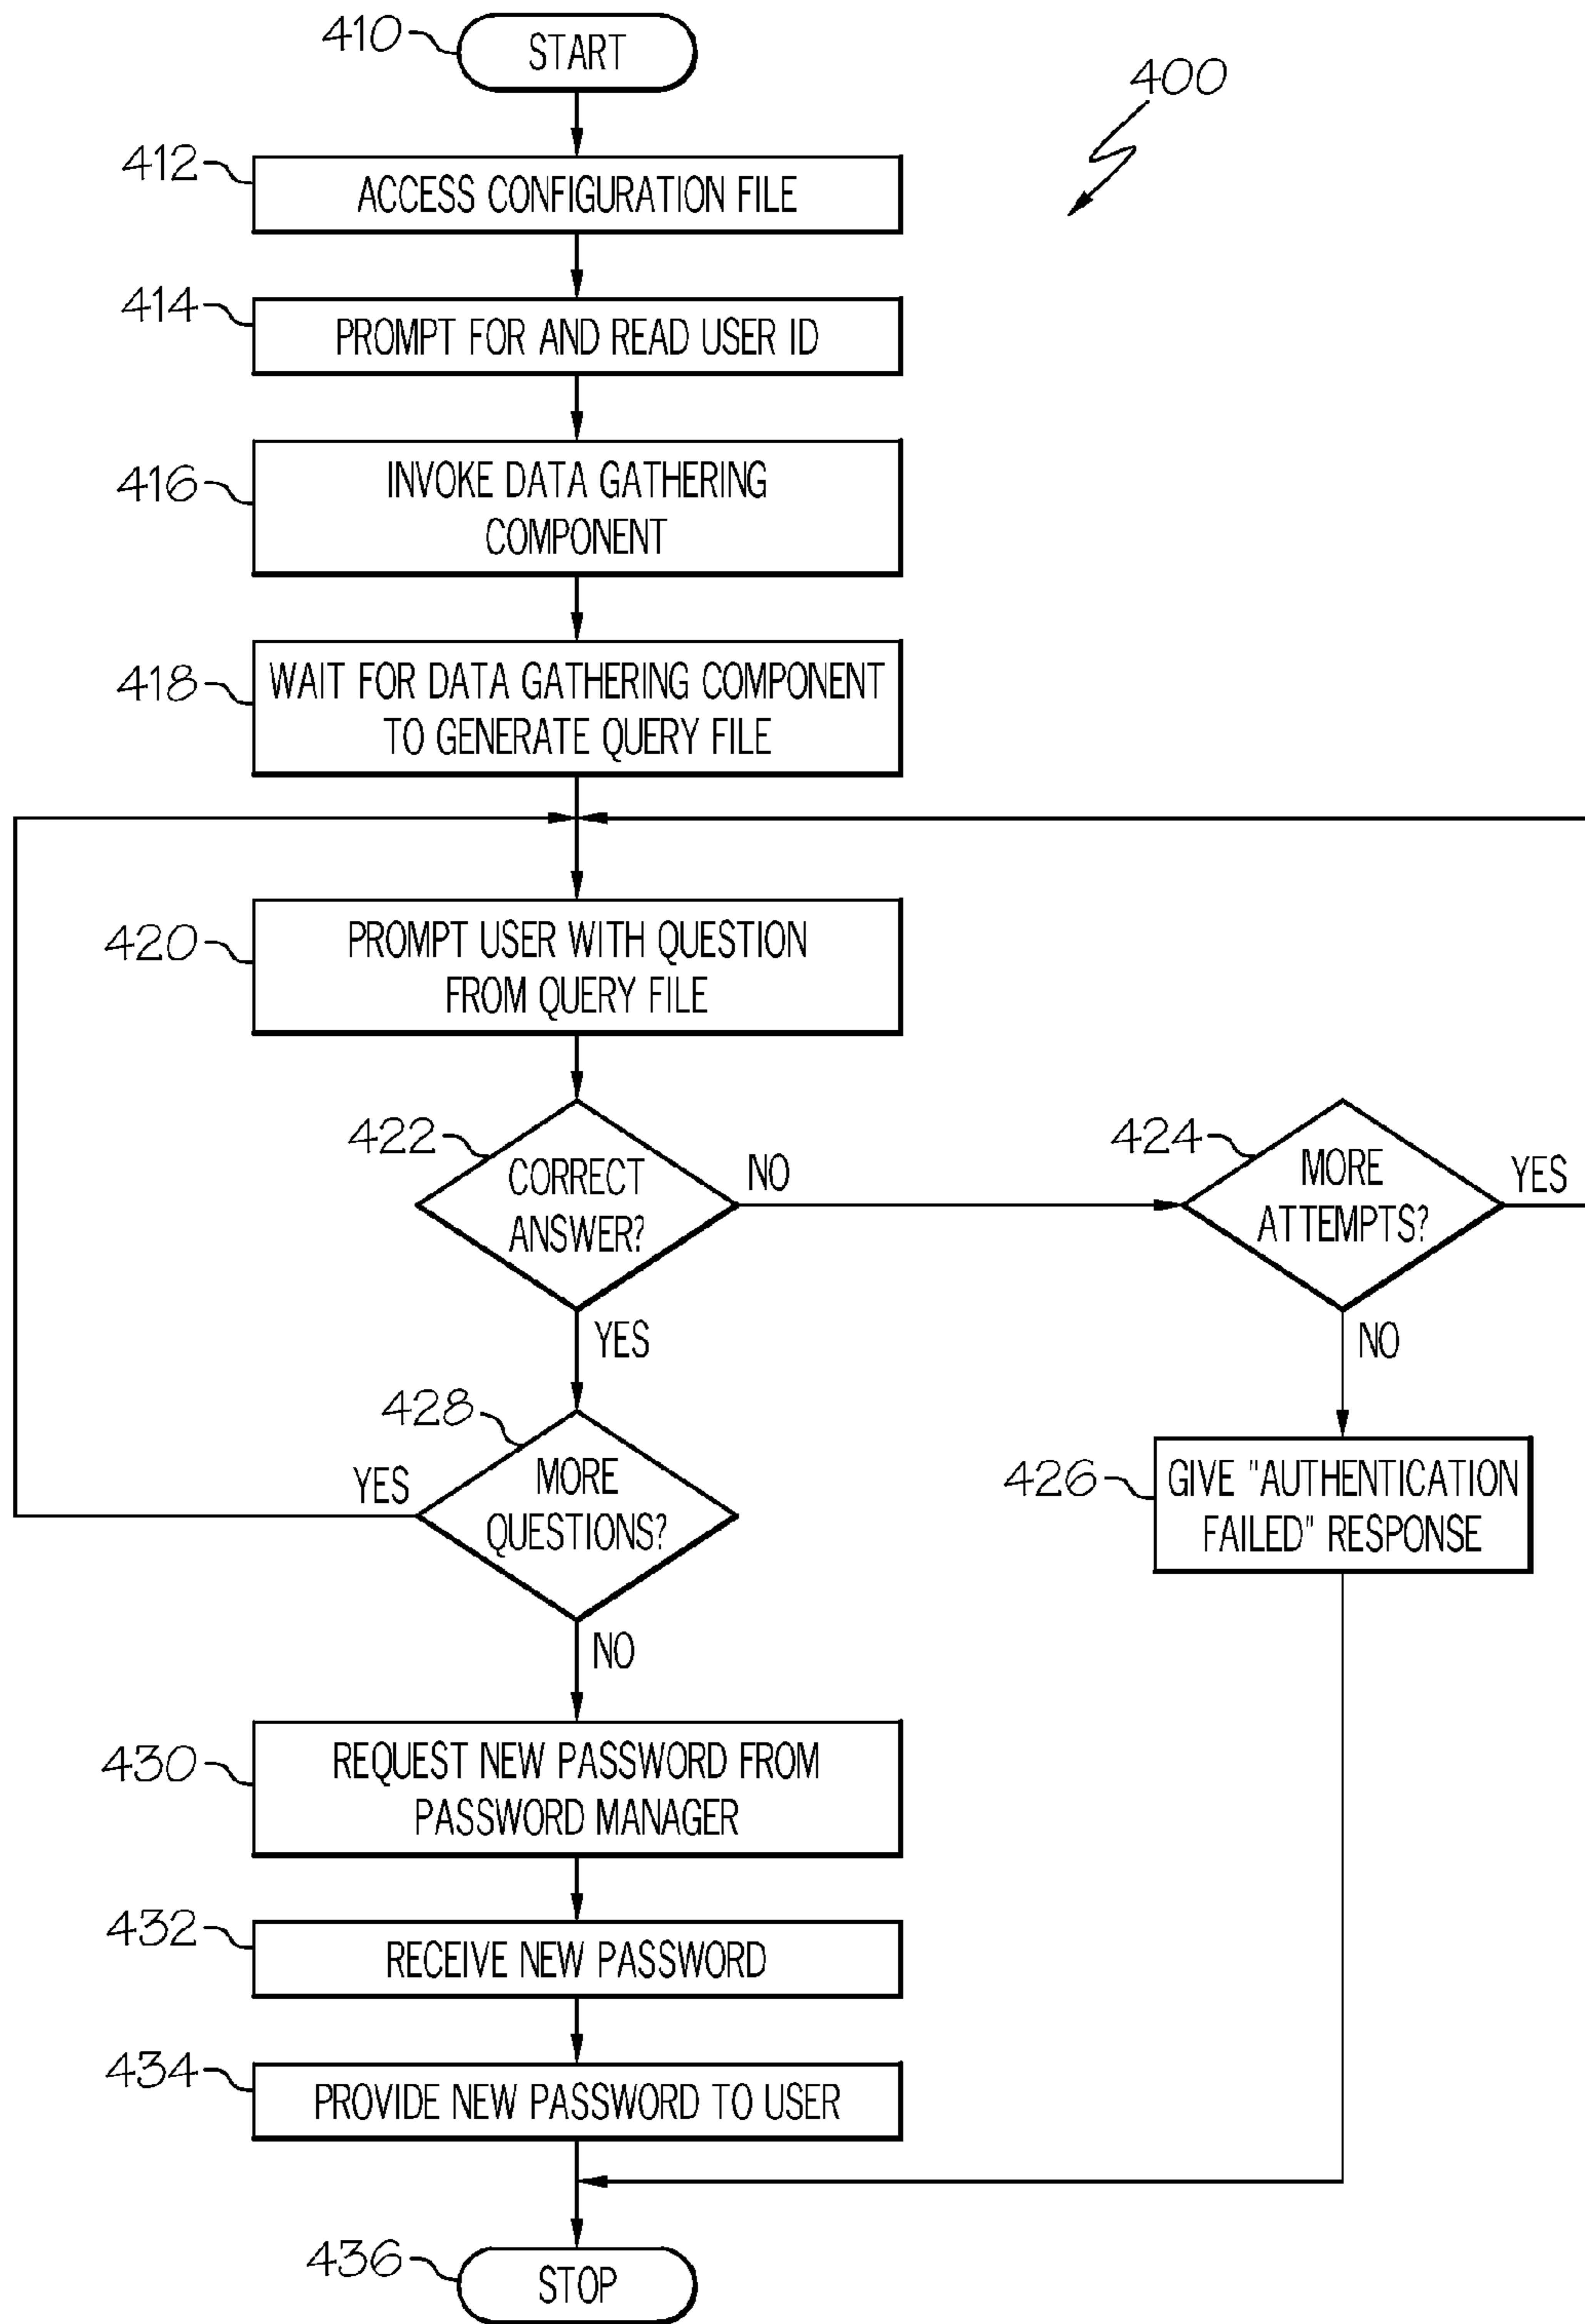 410
START
400
412
ACCESS CONFIGURATION FILE
414
PROMPT FOR AND READ USER ID
416
INVOKE DATA GATHERING
COMPONENT
418
WAIT FOR DATA GATHERING COMPONENT
TO GENERATE QUERY FILE
420
PROMPT USER WITH QUESTION
FROM QUERY FILE
422
CORRECT
ANSWER?
NO
424
MORE
ATTEMPTS?
YES
YES
NO
428
MORE
QUESTIONS?
YES
NO
426
GIVE "AUTHENTICATION
FAILED" RESPONSE
430
REQUEST NEW PASSWORD FROM
PASSWORD MANAGER
432
RECEIVE NEW PASSWORD
434
PROVIDE NEW PASSWORD TO USER
436
STOP